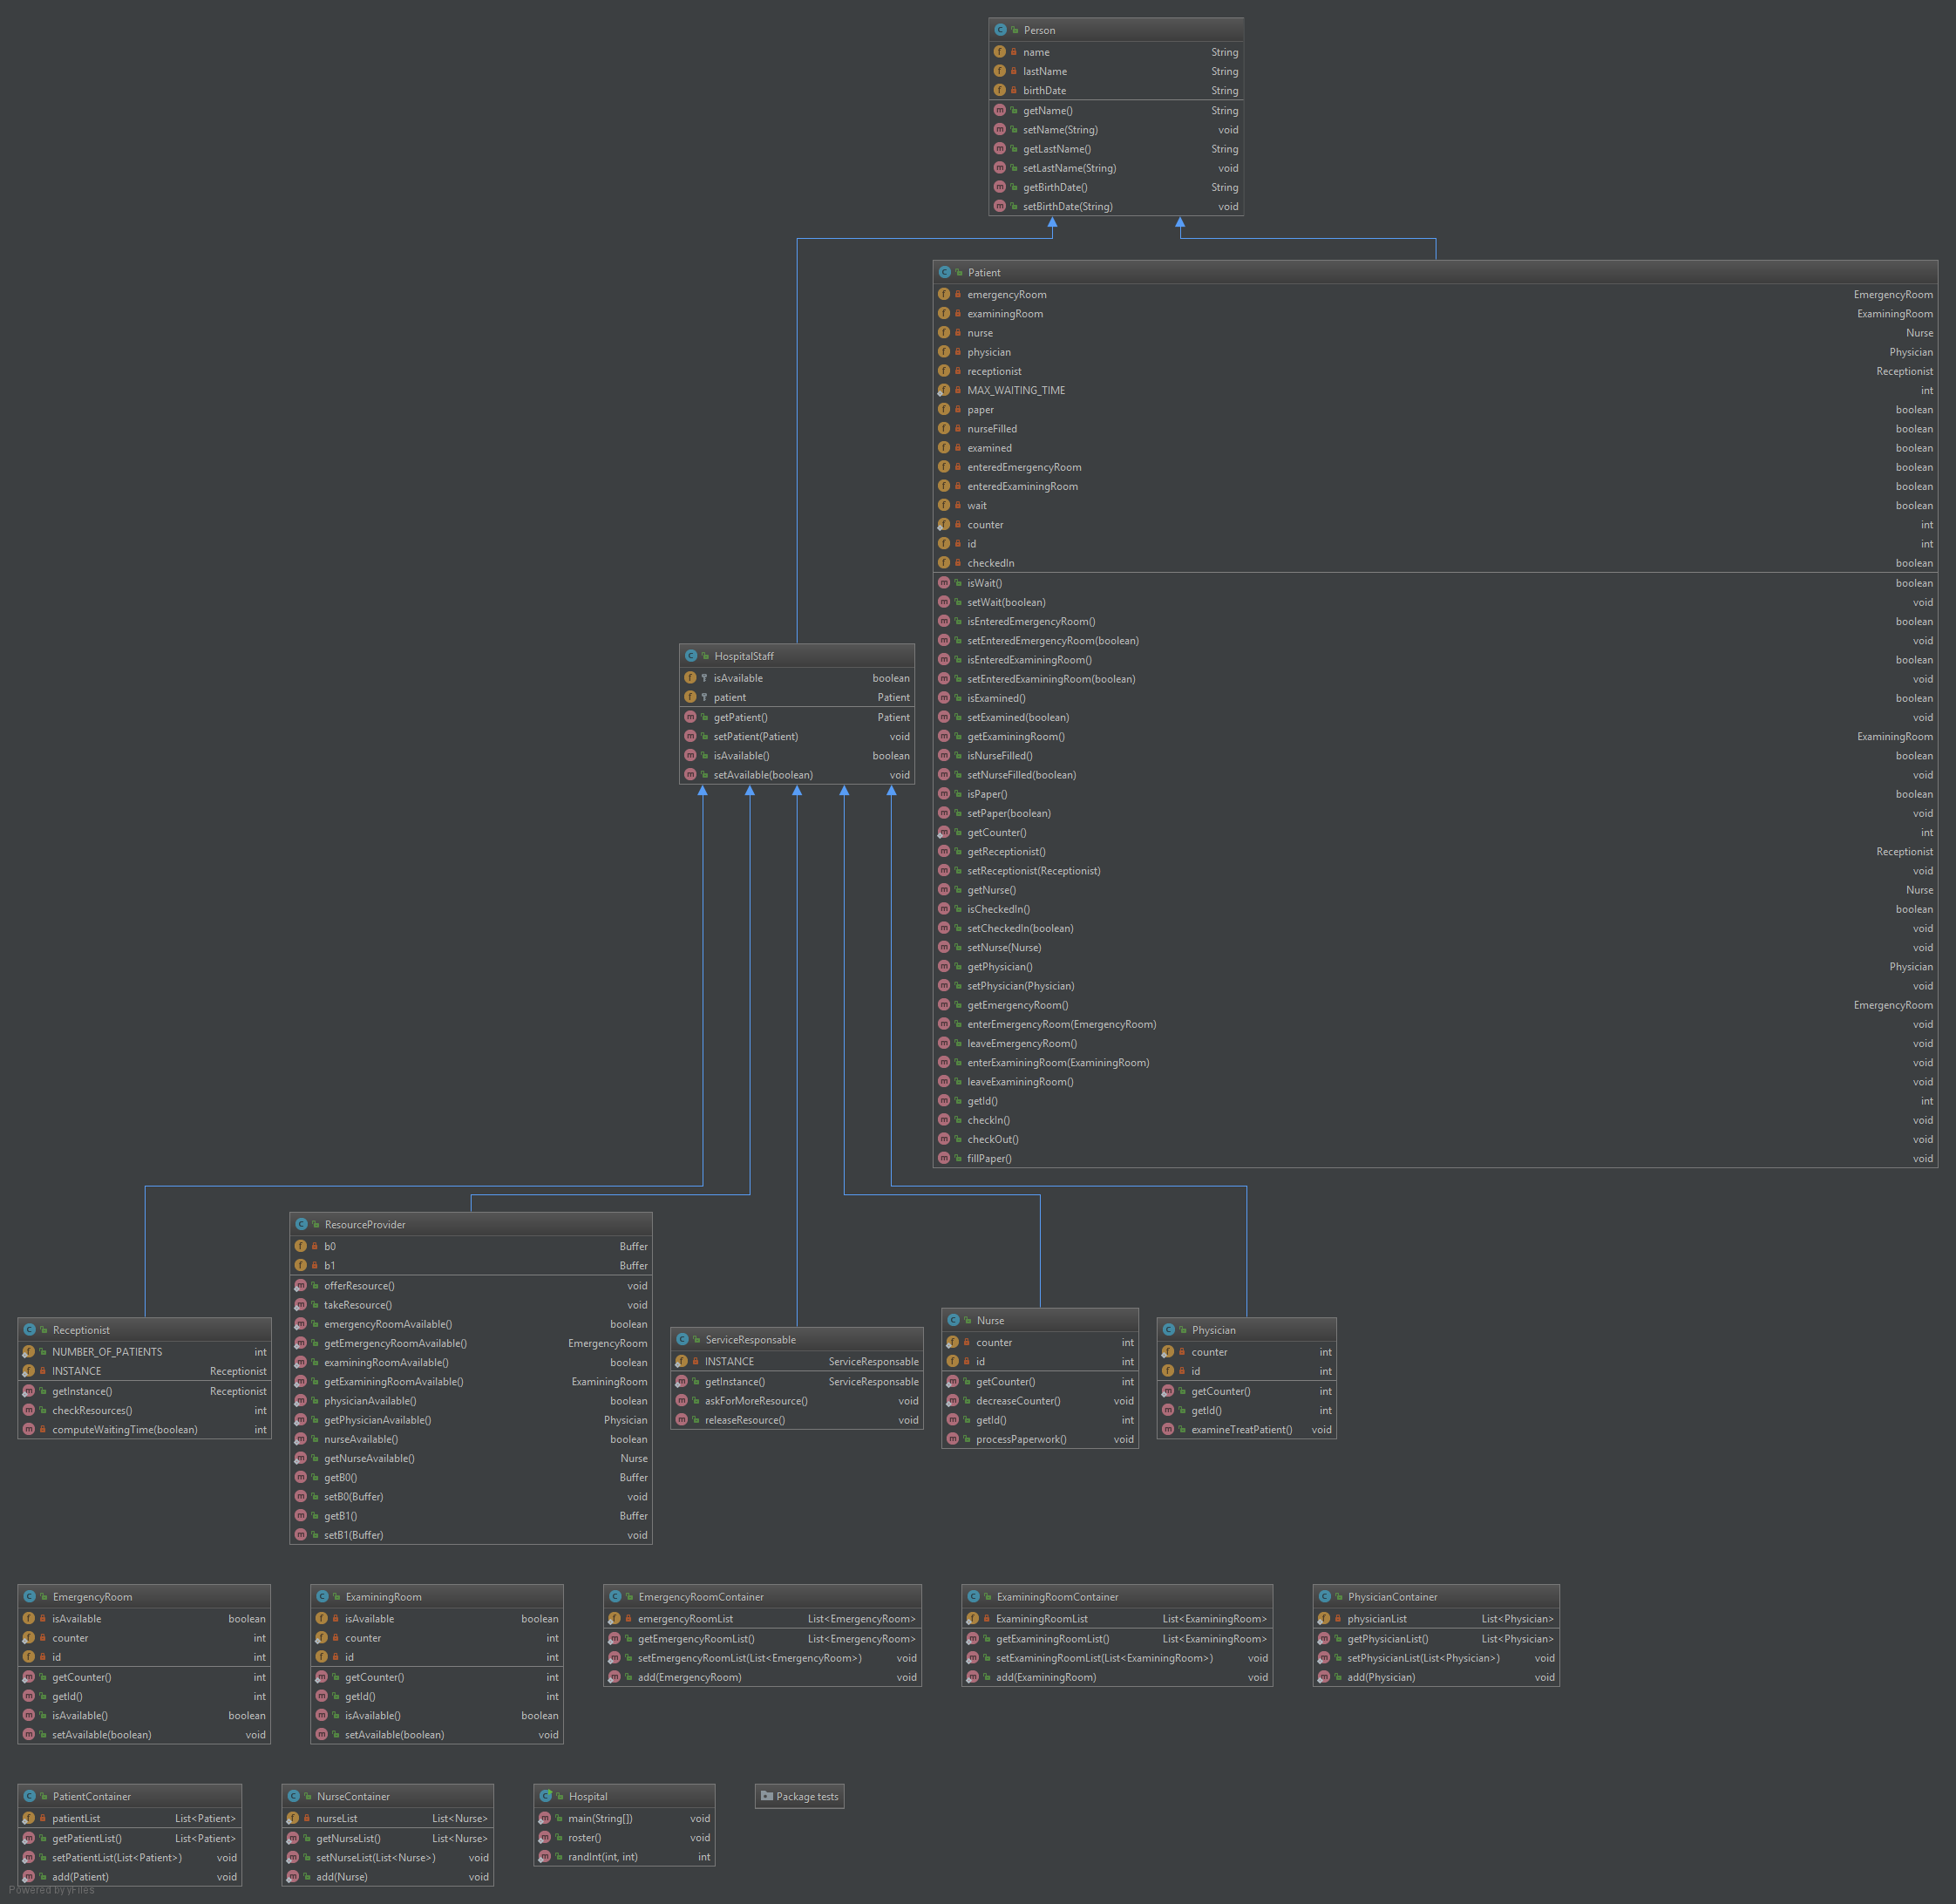 Person
name String
lastName String
birthDate String
getName() String
setName(String) void
getLastName() String
setLastName(String) void
getBirthDate() String
setBirthDate(String) void
Patient
emergencyRoom EmergencyRoom
examiningRoom ExaminingRoom
nurse Nurse
physician Physician
receptionist Receptionist
MAX_WAITING_TIME int
paper boolean
nurseFilled boolean
examined boolean
enteredEmergencyRoom boolean
enteredExaminingRoom boolean
wait boolean
counter int
id int
checkedIn boolean
isWait() boolean
setWait(boolean) void
isEnteredEmergencyRoom() boolean
setEnteredEmergencyRoom(boolean) void
isEnteredExaminingRoom() boolean
setEnteredExaminingRoom(boolean) void
isExamined() boolean
setExamined(boolean) void
getExaminingRoom() ExaminingRoom
isNurseFilled() boolean
setNurseFilled(boolean) void
isPaper() boolean
setPaper(boolean) void
getCounter() int
getReceptionist() Receptionist
setReceptionist(Receptionist) void
getNurse() Nurse
isCheckedIn() boolean
setCheckedIn(boolean) void
setNurse(Nurse) void
getPhysician() Physician
setPhysician(Physician) void
getEmergencyRoom() EmergencyRoom
enterEmergencyRoom(EmergencyRoom) void
leaveEmergencyRoom() void
enterExaminingRoom(ExaminingRoom) void
leaveExaminingRoom() void
getId() int
checkIn() void
checkOut() void
fillPaper() void
HospitalStaff
isAvailable boolean
patient Patient
getPatient() Patient
setPatient(Patient) void
isAvailable() boolean
setAvailable(boolean) void
Receptionist
NUMBER_OF_PATIENTS int
INSTANCE Receptionist
getInstance() Receptionist
checkResources() int
computeWaitingTime(boolean) int
ResourceProvider
b0 Buffer
b1 Buffer
offerResource() void
takeResource() void
emergencyRoomAvailable() boolean
getEmergencyRoomAvailable() EmergencyRoom
examiningRoomAvailable() boolean
getExaminingRoomAvailable() ExaminingRoom
physicianAvailable() boolean
getPhysicianAvailable() Physician
nurseAvailable() boolean
getNurseAvailable() Nurse
getB0() Buffer
setB0(Buffer) void
getB1() Buffer
setB1(Buffer) void
ServiceResponsable
INSTANCE ServiceResponsable
getInstance() ServiceResponsable
askForMoreResource() void
releaseResource() void
Nurse
counter int
id int
getCounter() int
decreaseCounter() void
getId() int
processPaperwork() void
Physician
counter int
id int
getCounter() int
getId() int
examineTreatPatient() void
EmergencyRoom
isAvailable boolean
counter int
id int
getCounter() int
getId() int
isAvailable() boolean
setAvailable(boolean) void
ExaminingRoom
isAvailable boolean
counter int
id int
getCounter() int
getId() int
isAvailable() boolean
setAvailable(boolean) void
EmergencyRoomContainer
emergencyRoomList List<EmergencyRoom>
getEmergencyRoomList() List<EmergencyRoom>
setEmergencyRoomList(List<EmergencyRoom>) void
add(EmergencyRoom) void
ExaminingRoomContainer
ExaminingRoomList List<ExaminingRoom>
getExaminingRoomList() List<ExaminingRoom>
setExaminingRoomList(List<ExaminingRoom>) void
add(ExaminingRoom) void
PhysicianContainer
physicianList List<Physician>
getPhysicianList() List<Physician>
setPhysicianList(List<Physician>) void
add(Physician) void
PatientContainer
patientList List<Patient>
getPatientList() List<Patient>
setPatientList(List<Patient>) void
add(Patient) void
NurseContainer
nurseList List<Nurse>
getNurseList() List<Nurse>
setNurseList(List<Nurse>) void
add(Nurse) void
Hospital
main(String[]) void
roster() void
randInt(int, int) int
Package tests
Powered by yFiles